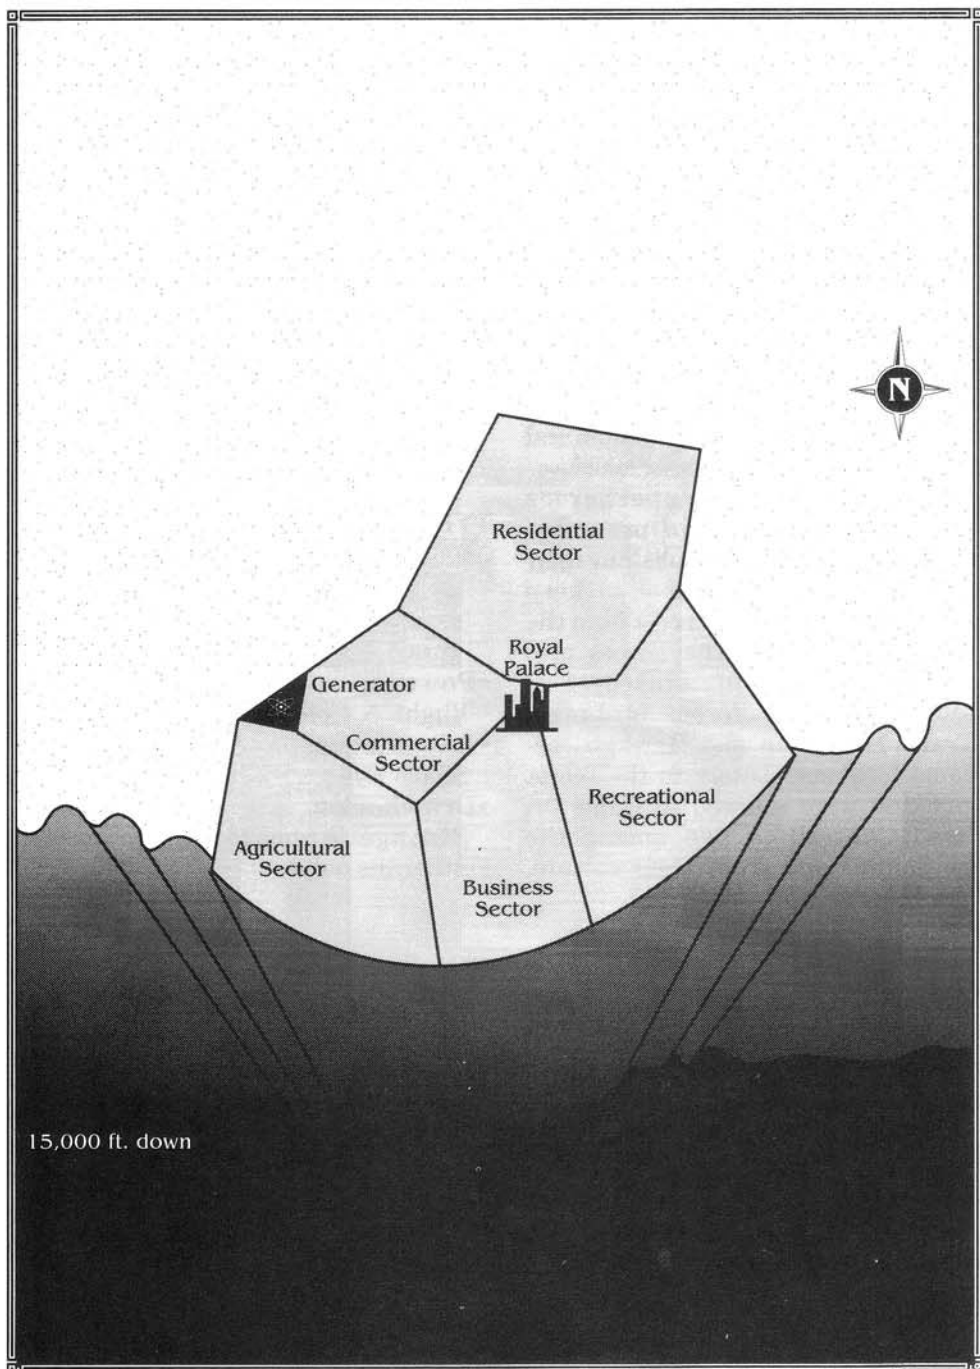 N
Residential
Sector
Royal
Palace
Generator
Commercial
Sector
Recreational
Sector
Agricultural
Sector
Business
Sector
15,000 ft. down